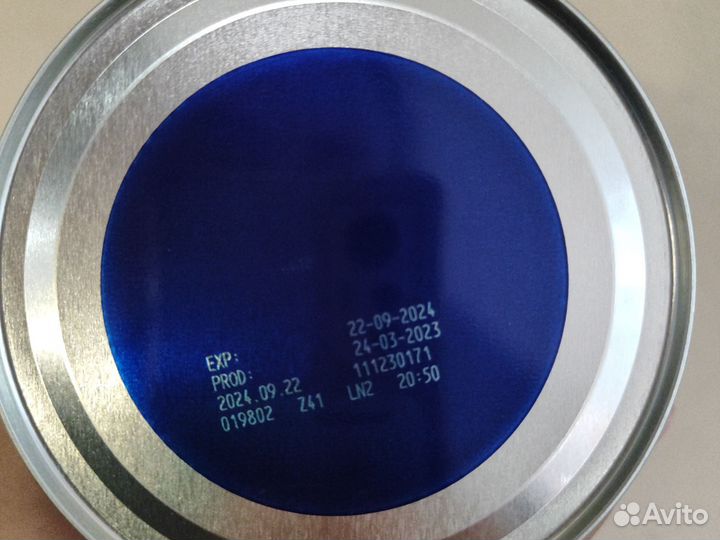 EXP: 22-09-2024
PROD: 24-03-2023
2024.09.22 111230171
019802 Z41 LN2 20:50
Avito